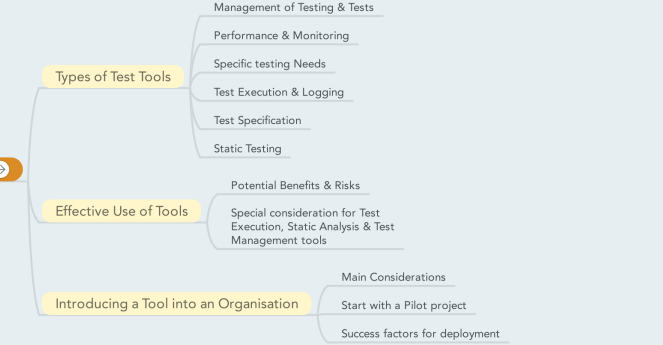 Management of Testing & Tests
Performance & Monitoring
Specific testing Needs
Types of Test Tools
Test Execution & Logging
Test Specification
Static Testing
Potential Benefits & Risks
Effective Use of Tools
Special consideration for Test
Execution, Static Analysis & Test
Management tools
Main Considerations
Introducing a Tool into an Organisation
Start with a Pilot project
Success factors for deployment